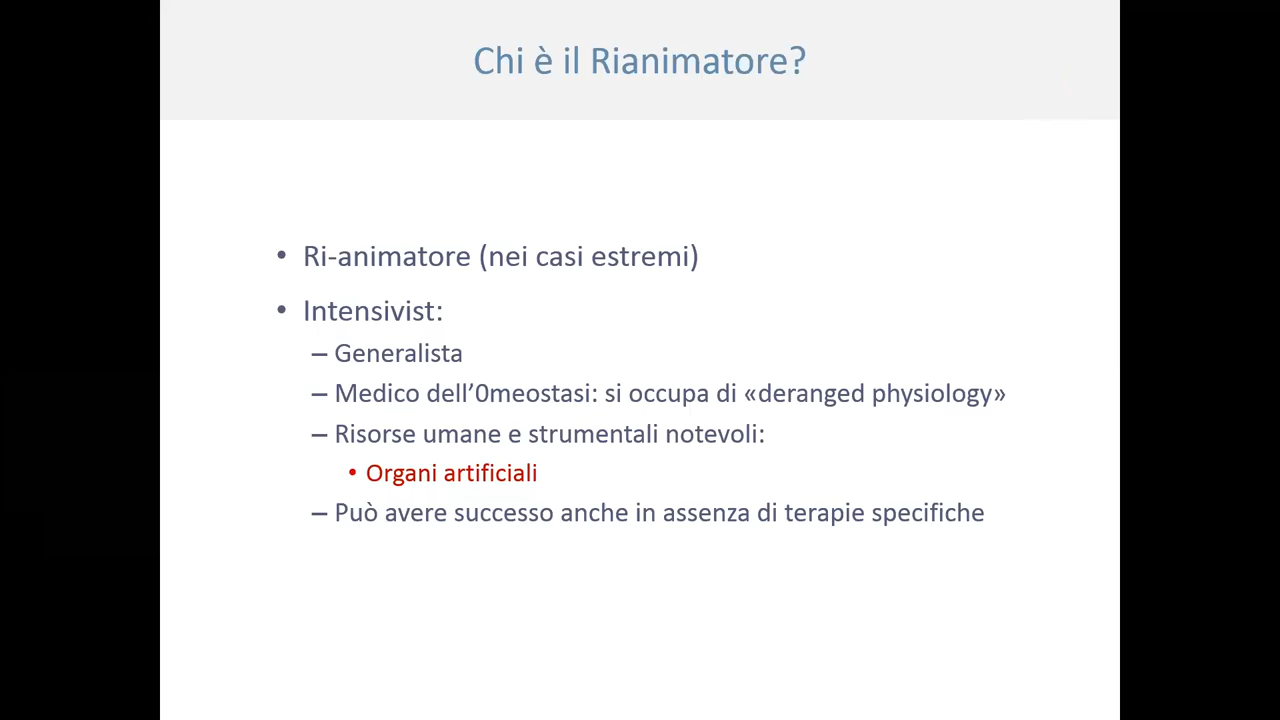 Chi è il Rianimatore?
• Ri-animatore (nei casi estremi)
• Intensivist:
– Generalista
– Medico dell’0meostasi: si occupa di «deranged physiology»
– Risorse umane e strumentali notevoli:
• Organi artificiali
– Può avere successo anche in assenza di terapie specifiche